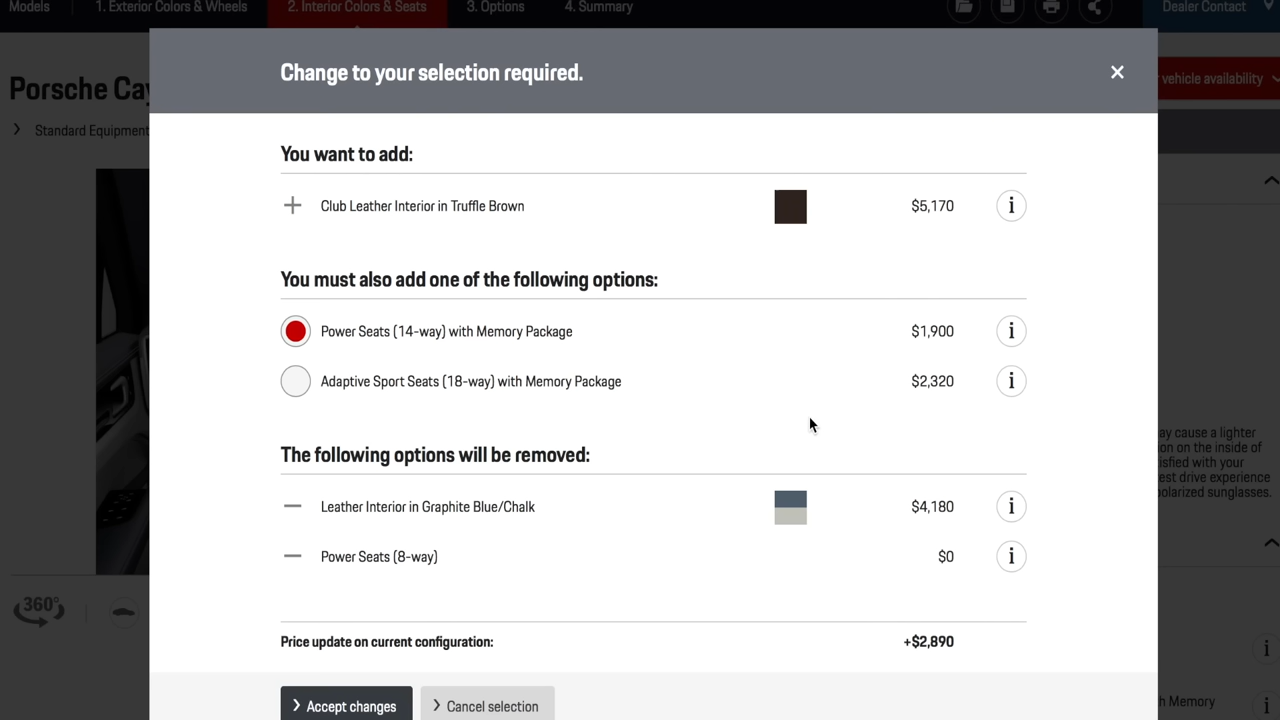 Models
1. Exterior Colors & Wheels
2. Interior Colors & Seats
3. Options
4. Summary
Dealer Contact
Change to your selection required.
Porsche
vehicle availability
Standard Equipment
You want to add:
Club Leather Interior in Truffle Brown $5,170 i
You must also add one of the following options:
Power Seats (14-way) with Memory Package $1,900 i
Adaptive Sport Seats (18-way) with Memory Package $2,320 i
ay cause a lighter
on on the inside of
isfied with your
est drive experience
polarized sunglasses.
The following options will be removed:
Leather Interior in Graphite Blue/Chalk $4,180 i
Power Seats (8-way) $0 i
360°
Price update on current configuration: +$2,890
i
Accept changes
Cancel selection
h Memory
i